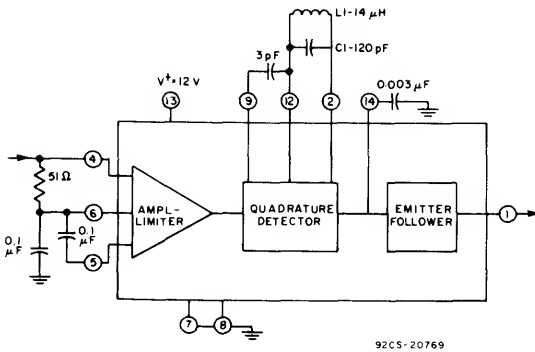 L1-14 μH
C1-120 pF
3 pF
0.003 μF
V+ = 12 V
13
9
12
2
14
4
51 Ω
6
0.1 μF
0.1 μF
5
AMPL-
LIMITER
QUADRATURE
DETECTOR
EMITTER
FOLLOWER
1
7
8
92CS-20769